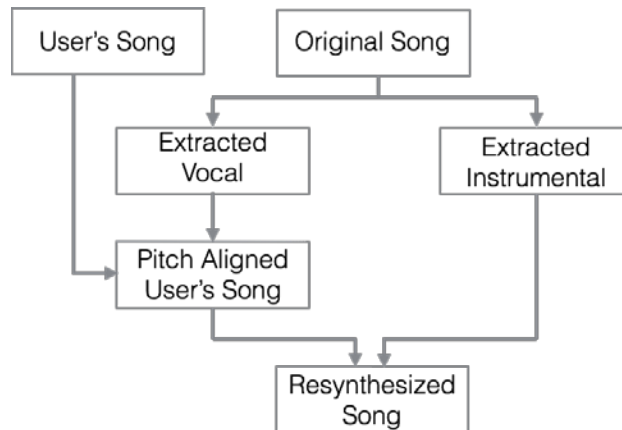 User's Song
Original Song
Extracted
Vocal
Extracted
Instrumental
Pitch Aligned
User's Song
Resynthesized
Song